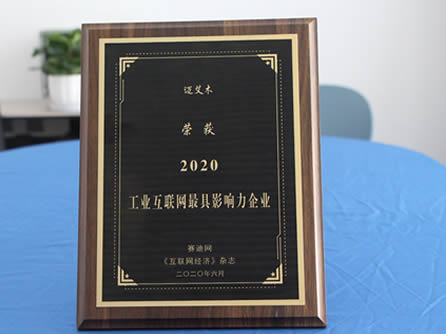 迈艾木
荣获
2020
工业互联网最具影响力企业
赛迪网
《互联网经济》杂志
二〇二〇年六月